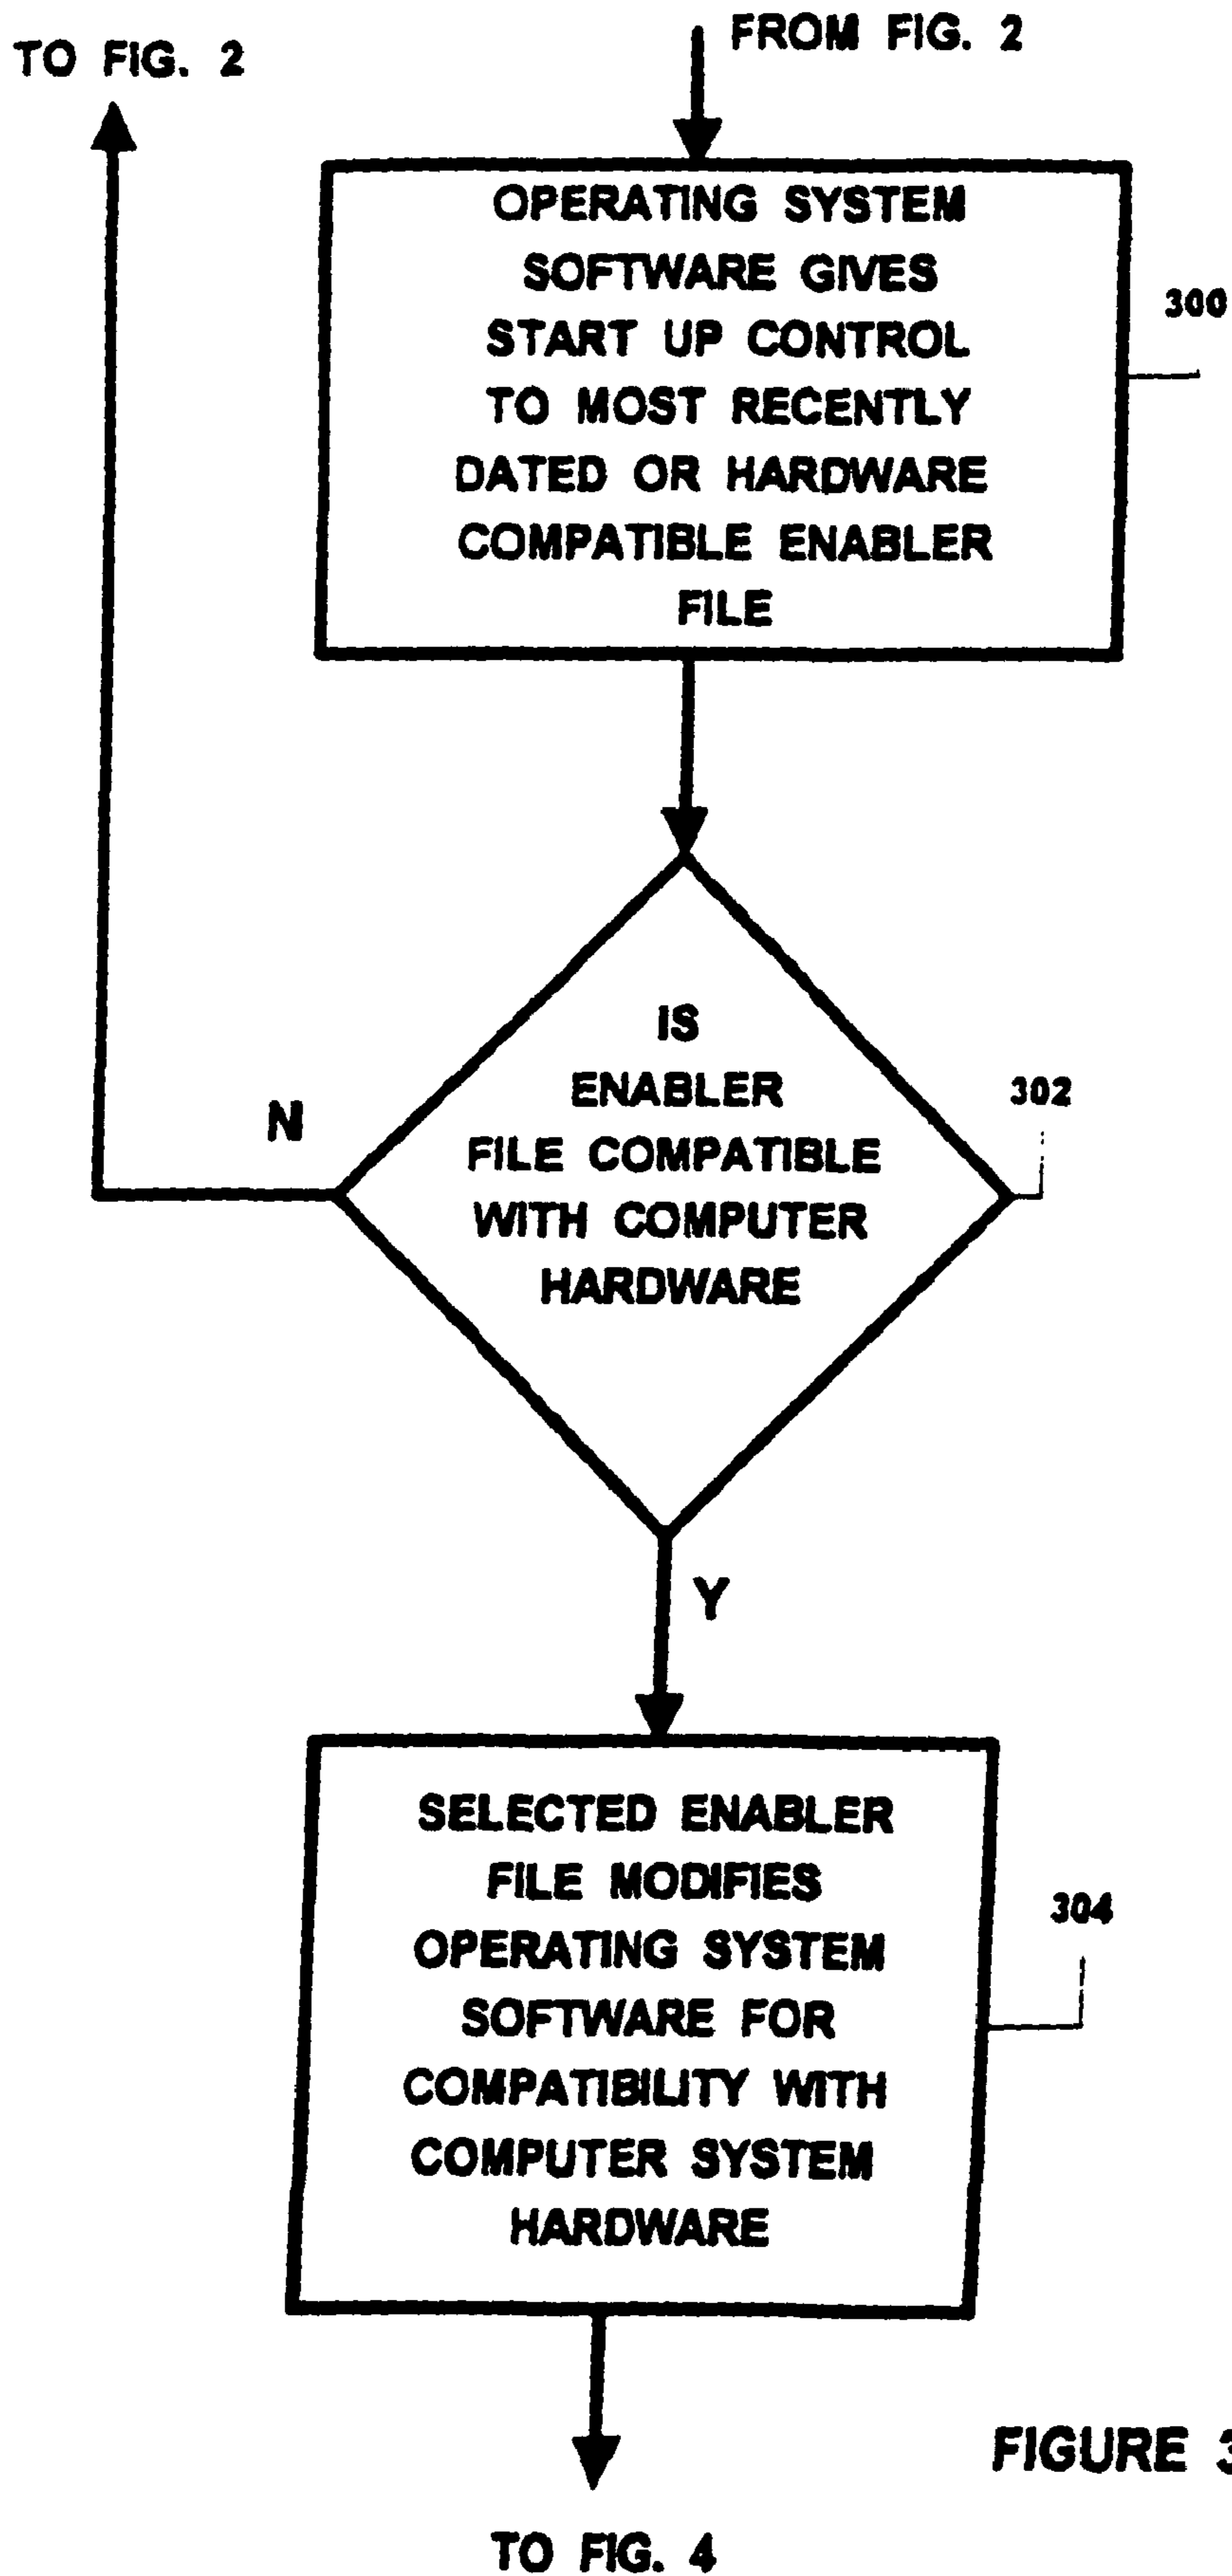 TO FIG. 2
FROM FIG. 2
OPERATING SYSTEM
SOFTWARE GIVES
START UP CONTROL
TO MOST RECENTLY
DATED OR HARDWARE
COMPATIBLE ENABLER
FILE
300
IS
ENABLER
FILE COMPATIBLE
WITH COMPUTER
HARDWARE
302
N
Y
SELECTED ENABLER
FILE MODIFIES
OPERATING SYSTEM
SOFTWARE FOR
COMPATIBILITY WITH
COMPUTER SYSTEM
HARDWARE
304
FIGURE 3
TO FIG. 4